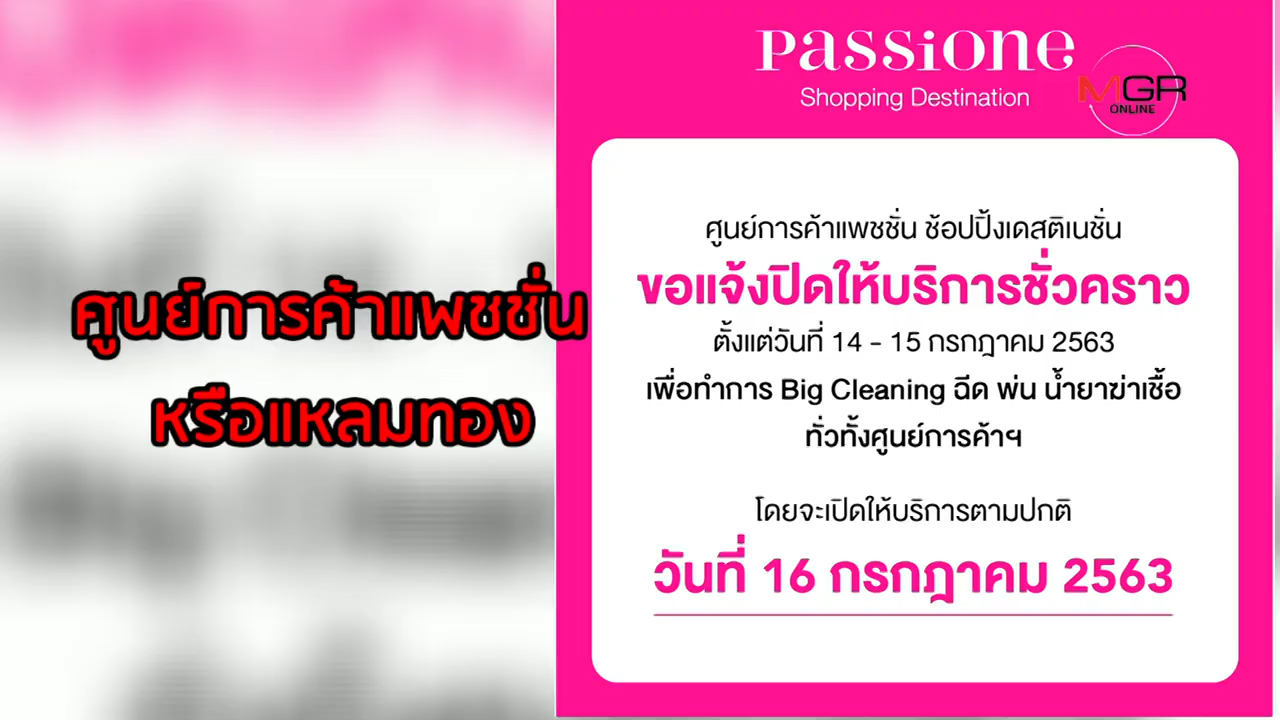 ศูนย์การค้าแพชชั่น
หรือแหลมทอง
Passione
Shopping Destination
MGR
ONLINE
ศูนย์การค้าแพชชั่น ช้อปปิ้งเดสติเนชั่น
ขอแจ้งปิดให้บริการชั่วคราว
ตั้งแต่วันที่ 14 - 15 กรกฎาคม 2563
เพื่อทำการ Big Cleaning ฉีด พ่น น้ำยาฆ่าเชื้อ
ทั่วทั้งศูนย์การค้าฯ
โดยจะเปิดให้บริการตามปกติ
วันที่ 16 กรกฎาคม 2563